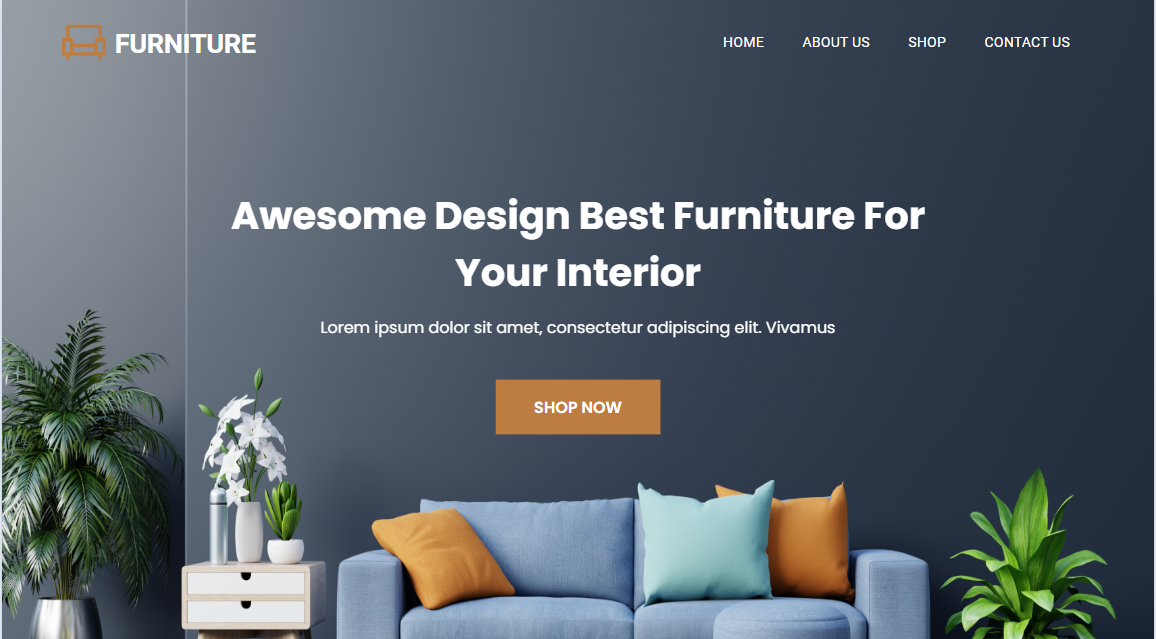 FURNITURE
HOME ABOUT US SHOP CONTACT US
Awesome Design Best Furniture For
Your Interior
Lorem ipsum dolor sit amet, consectetur adipiscing elit. Vivamus
SHOP NOW